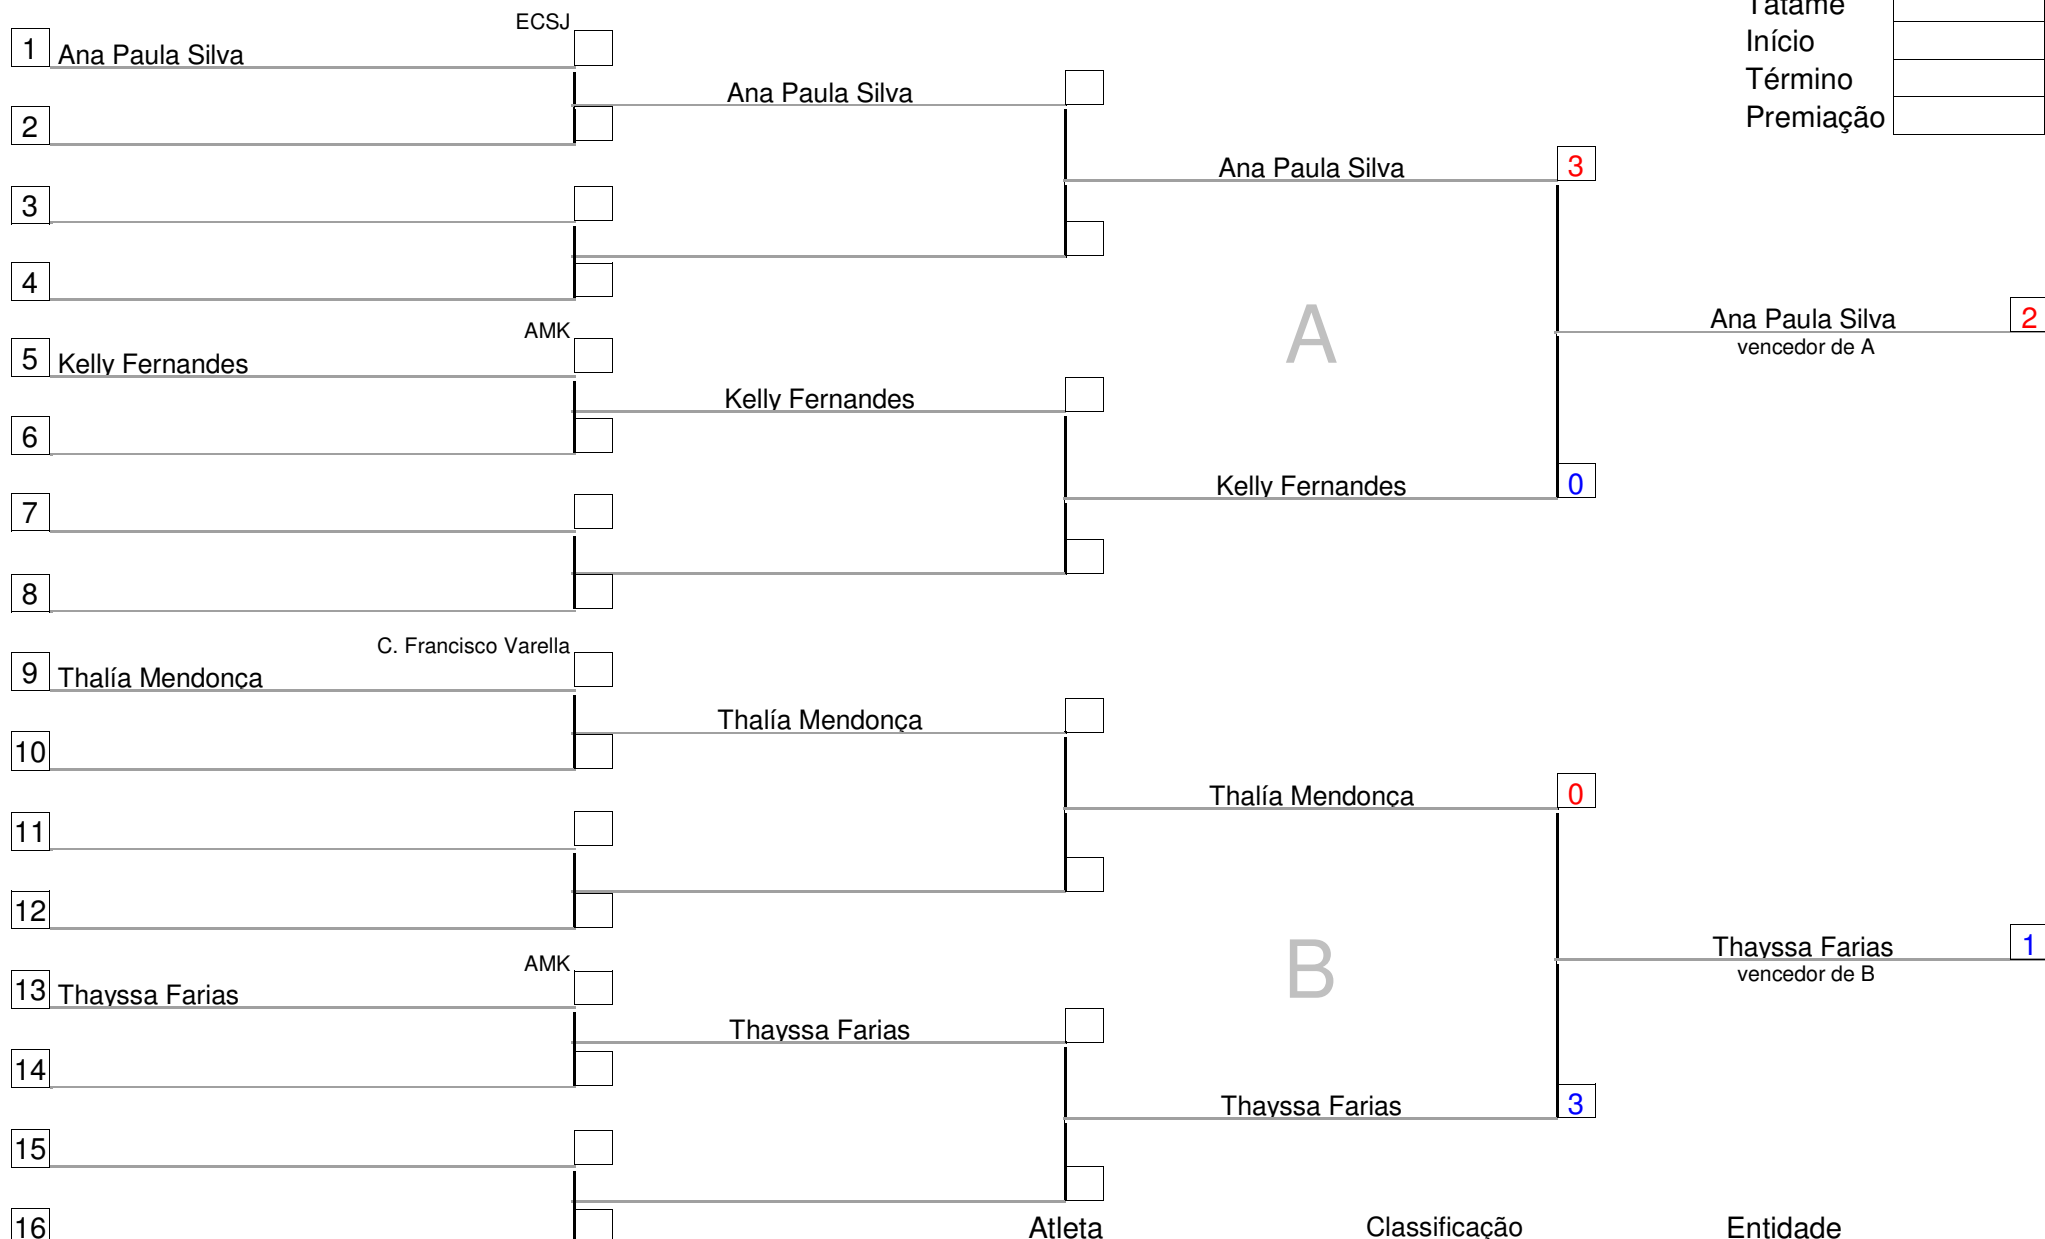 Tatame
ECSJ
Início
1 Ana Paula Silva
Término
Ana Paula Silva
Premiação
2
Ana Paula Silva 3
3
4
Ana Paula Silva 2
AMK
A
vencedor de A
5 Kelly Fernandes
Kelly Fernandes
6
Kelly Fernandes 0
7
8
C. Francisco Varella
9 Thalía Mendonça
Thalía Mendonça
10
Thalía Mendonça 0
11
12
Thayssa Farias 1
AMK
B
vencedor de B
13 Thayssa Farias
Thayssa Farias
14
Thayssa Farias 3
15
16
Atleta Classificação Entidade